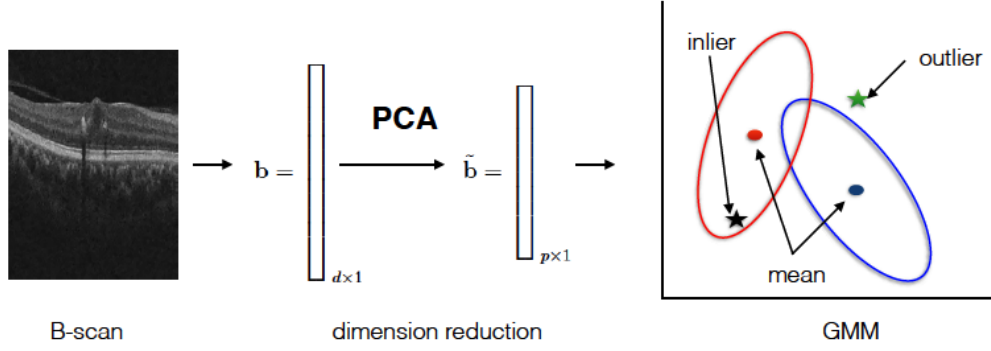 inlier
outlier
PCA
b =
b̃ =
d×1
p×1
mean
B-scan
dimension reduction
GMM